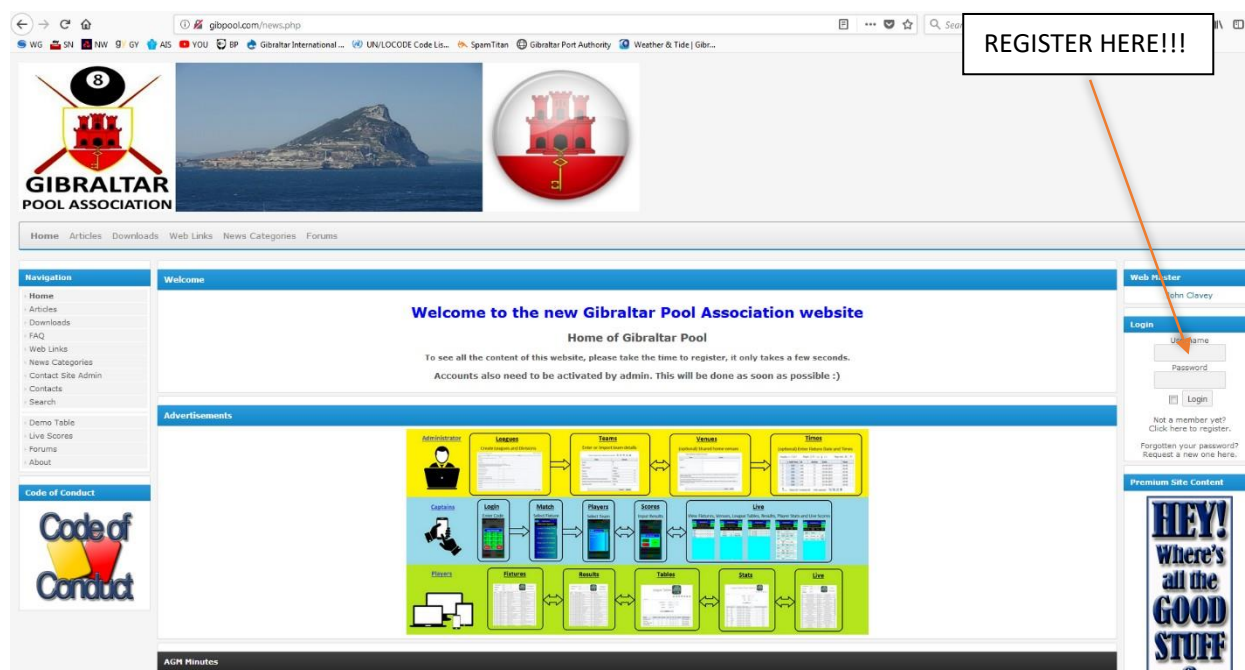 gibpool.com/news.php
WG SN NW GY AIS YOU BP Gibraltar International ... UN/LOCODE Code Lis... SpamTitan Gibraltar Port Authority Weather & Tide | Gibr...
REGISTER HERE!!!
8
GIBRALTAR
POOL ASSOCIATION
Home Articles Downloads Web Links News Categories Forums
Navigation
Home
Articles
Downloads
FAQ
Web Links
News Categories
Contact Site Admin
Contacts
Search
Demo Table
Live Scores
Forums
About
Code of Conduct
Code of
Conduct
Welcome
Welcome to the new Gibraltar Pool Association website
Home of Gibraltar Pool
To see all the content of this website, please take the time to register, it only takes a few seconds.
Accounts also need to be activated by admin. This will be done as soon as possible :)
Advertisements
Administrator Leagues Teams Venues Times
Create Leagues and Divisions
Captains Login Match Players Scores Live
Players Fixtures Results Tables Stats Live
AGM Minutes
Web Master
John Clavey
Login
Username
Password
Login
Not a member yet?
Click here to register.
Forgotten your password?
Request a new one here.
Premium Site Content
HEY!
Where's
all the
GOOD
STUFF